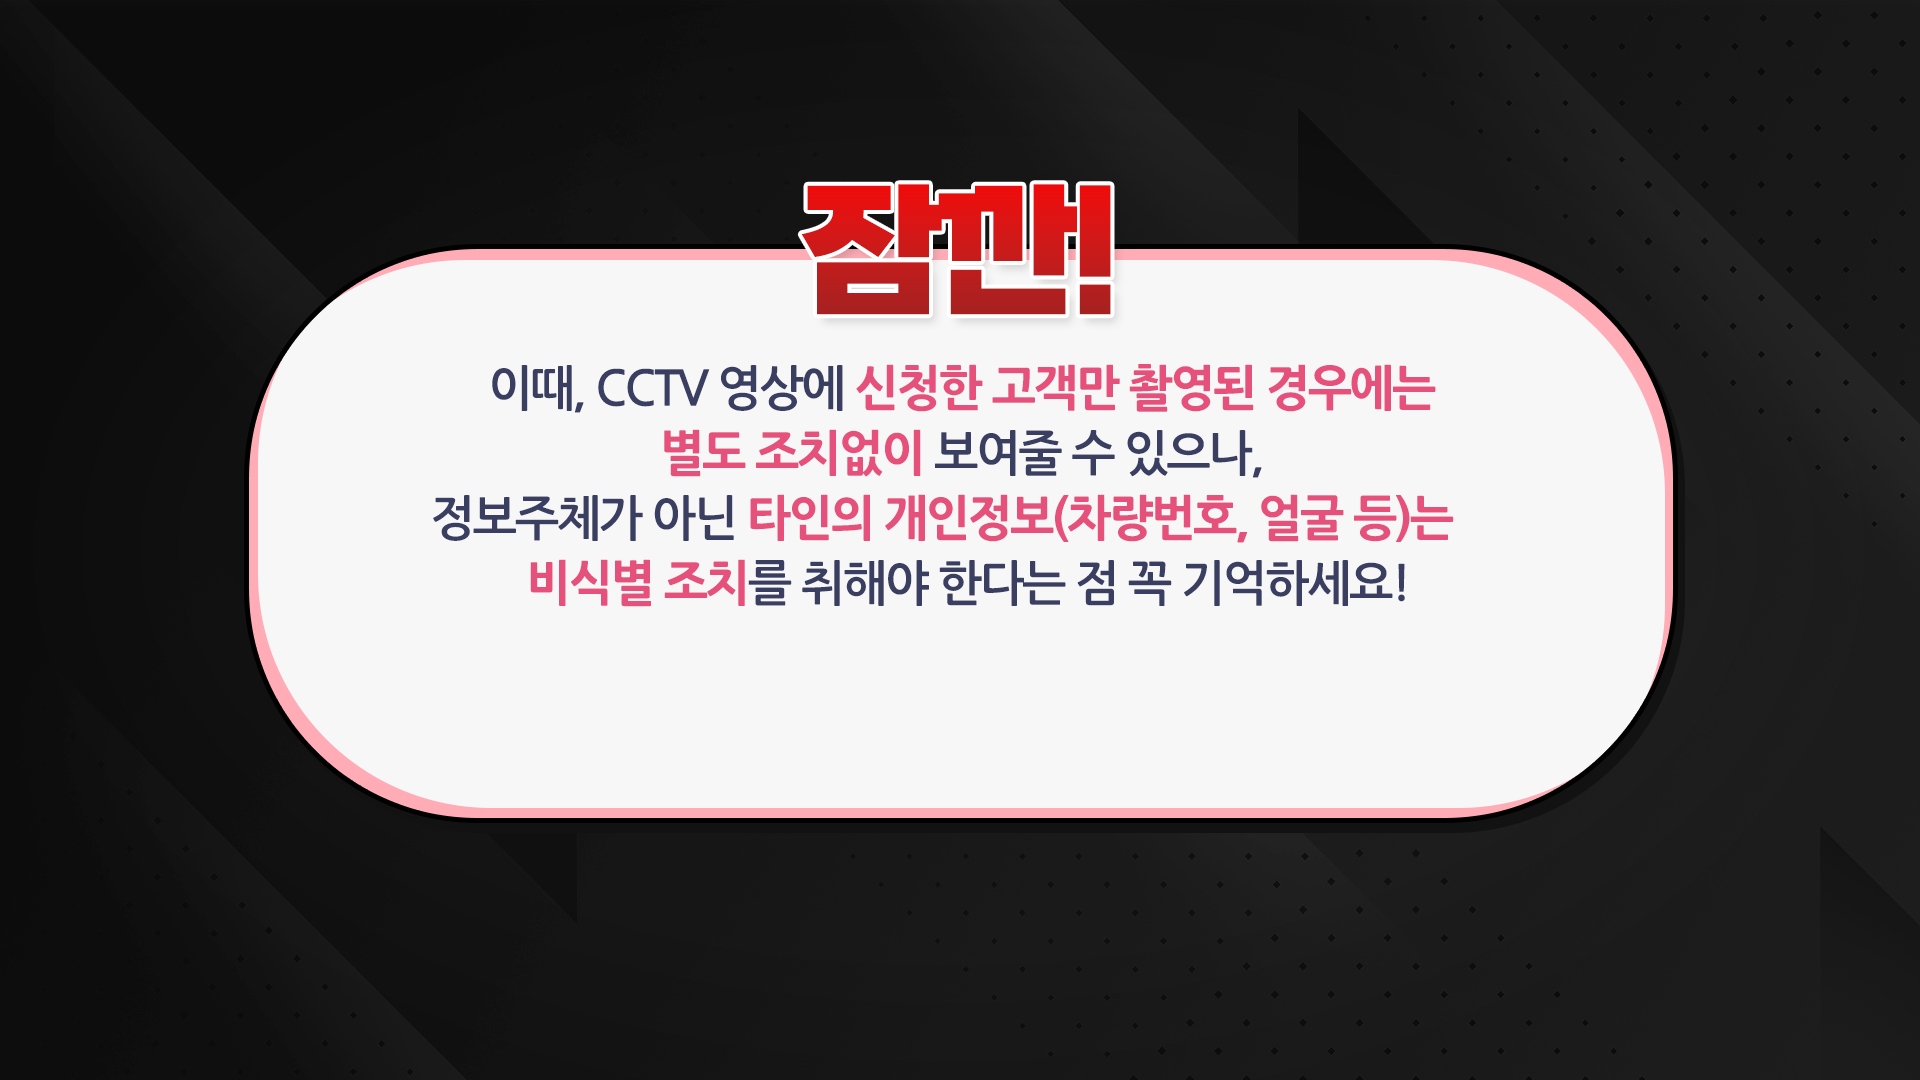 잠깐!
이때, CCTV 영상에 신청한 고객만 촬영된 경우에는
별도 조치없이 보여줄 수 있으나,
정보주체가 아닌 타인의 개인정보(차량번호, 얼굴 등)는
비식별 조치를 취해야 한다는 점 꼭 기억하세요!